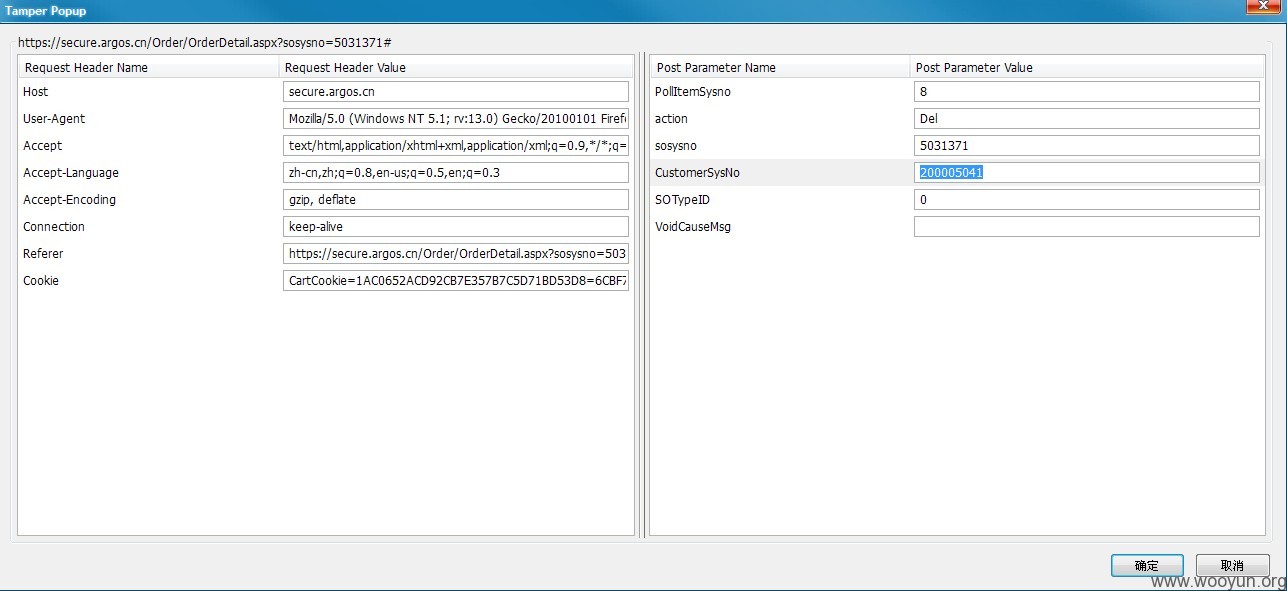 Tamper Popup
https://secure.argos.cn/Order/OrderDetail.aspx?sosysno=5031371#
Request Header Name Request Header Value
Host secure.argos.cn
User-Agent Mozilla/5.0 (Windows NT 5.1; rv:13.0) Gecko/20100101 Firef
Accept text/html,application/xhtml+xml,application/xml;q=0.9,*/*;q=
Accept-Language zh-cn,zh;q=0.8,en-us;q=0.5,en;q=0.3
Accept-Encoding gzip, deflate
Connection keep-alive
Referer https://secure.argos.cn/Order/OrderDetail.aspx?sosysno=503
Cookie CartCookie=1AC0652ACD92CB7E357B7C5D71BD53D8=6CBF7
Post Parameter Name Post Parameter Value
PollItemSysno 8
action Del
sosysno 5031371
CustomerSysNo 200005041
SOTypeID 0
VoidCauseMsg
确定 取消
www.wooyun.org